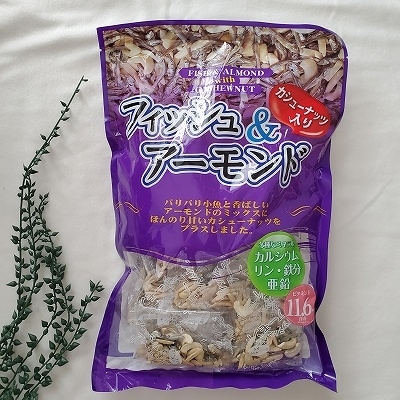 FISH & ALMOND
with
CASHEWNUT
カシューナッツ
入り
フィッシュ&
アーモンド
パリパリ小魚と香ばしい
アーモンドのミックスに
ほんのり甘いカシューナッツを
プラスしました。
カルシウム
リン・鉄分
亜鉛
11.6